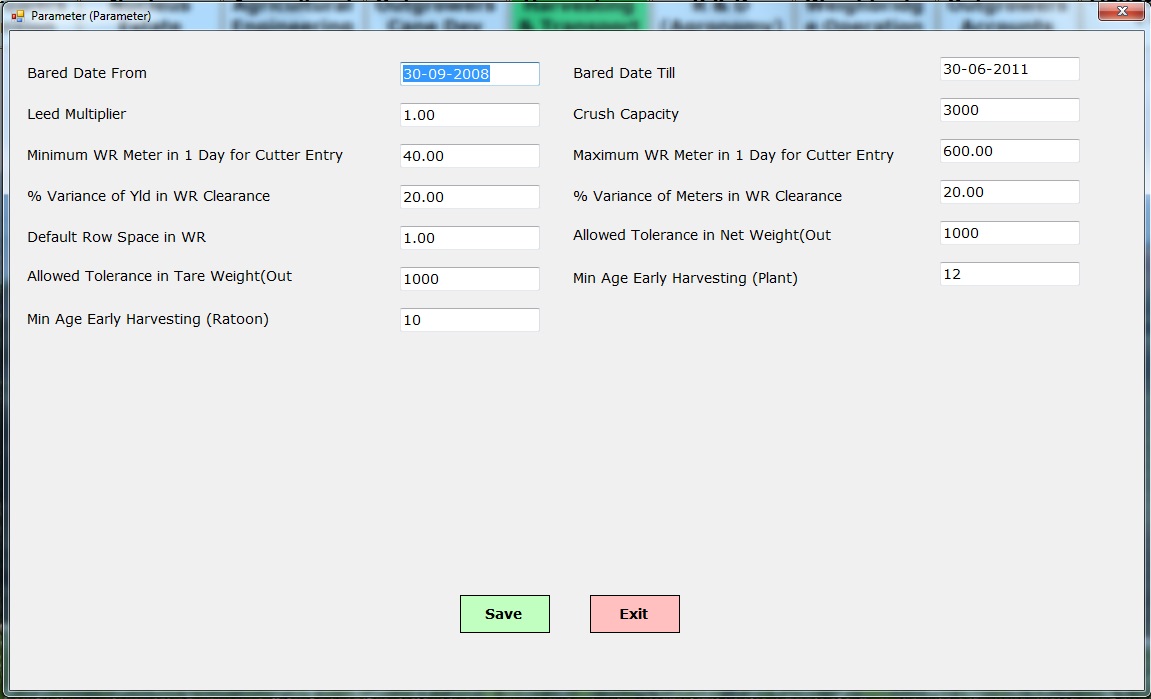 Parameter (Parameter)
Bared Date From 30-09-2008 Bared Date Till 30-06-2011
Leed Multiplier 1.00 Crush Capacity 3000
Minimum WR Meter in 1 Day for Cutter Entry 40.00 Maximum WR Meter in 1 Day for Cutter Entry 600.00
% Variance of Yld in WR Clearance 20.00 % Variance of Meters in WR Clearance 20.00
Default Row Space in WR 1.00 Allowed Tolerance in Net Weight(Out 1000
Allowed Tolerance in Tare Weight(Out 1000 Min Age Early Harvesting (Plant) 12
Min Age Early Harvesting (Ratoon) 10
Save Exit